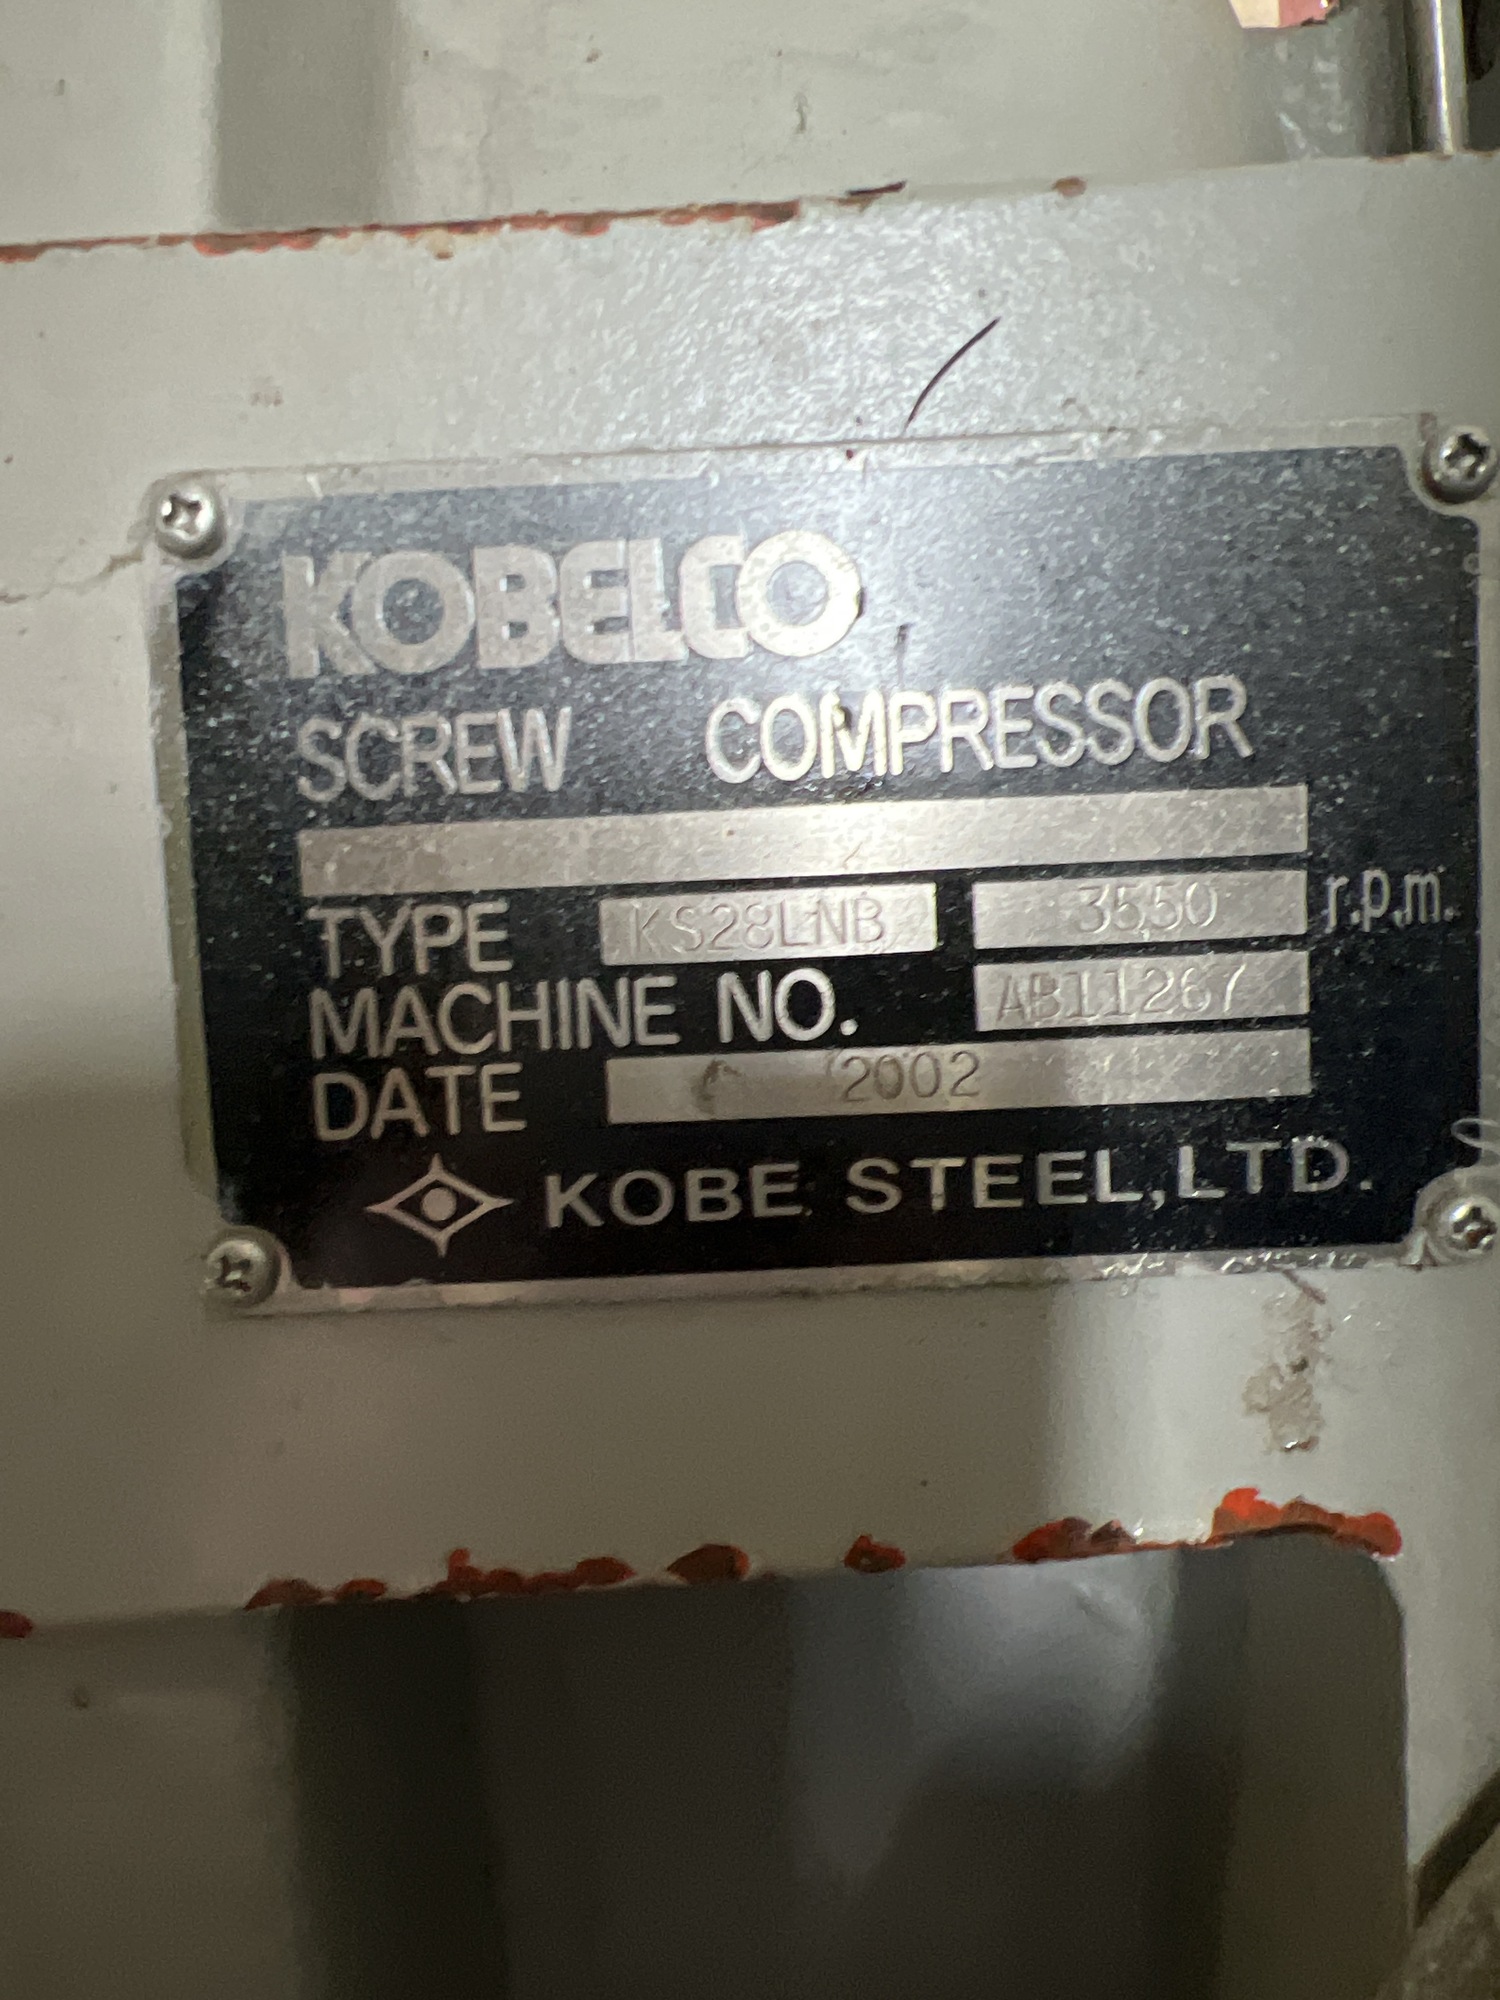 KOBELCO
SCREW COMPRESSOR
TYPE KS28LNB 3550 r.p.m.
MACHINE NO. AB11267
DATE 2002
KOBE STEEL,LTD.